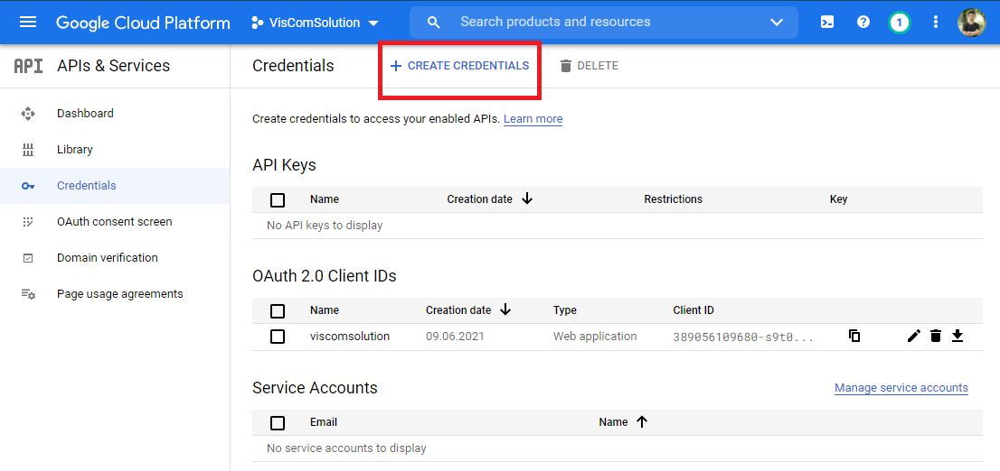 Google Cloud Platform
VisComSolution
Search products and resources
1
API
APIs & Services
Credentials
CREATE CREDENTIALS
DELETE
Dashboard
Library
Credentials
OAuth consent screen
Domain verification
Page usage agreements
Create credentials to access your enabled APIs. Learn more
API Keys
Name Creation date Restrictions Key
No API keys to display
OAuth 2.0 Client IDs
Name Creation date Type Client ID
viscomsolution 09.06.2021 Web application 389056109680-s9t0...
Service Accounts
Manage service accounts
Email Name
No service accounts to display